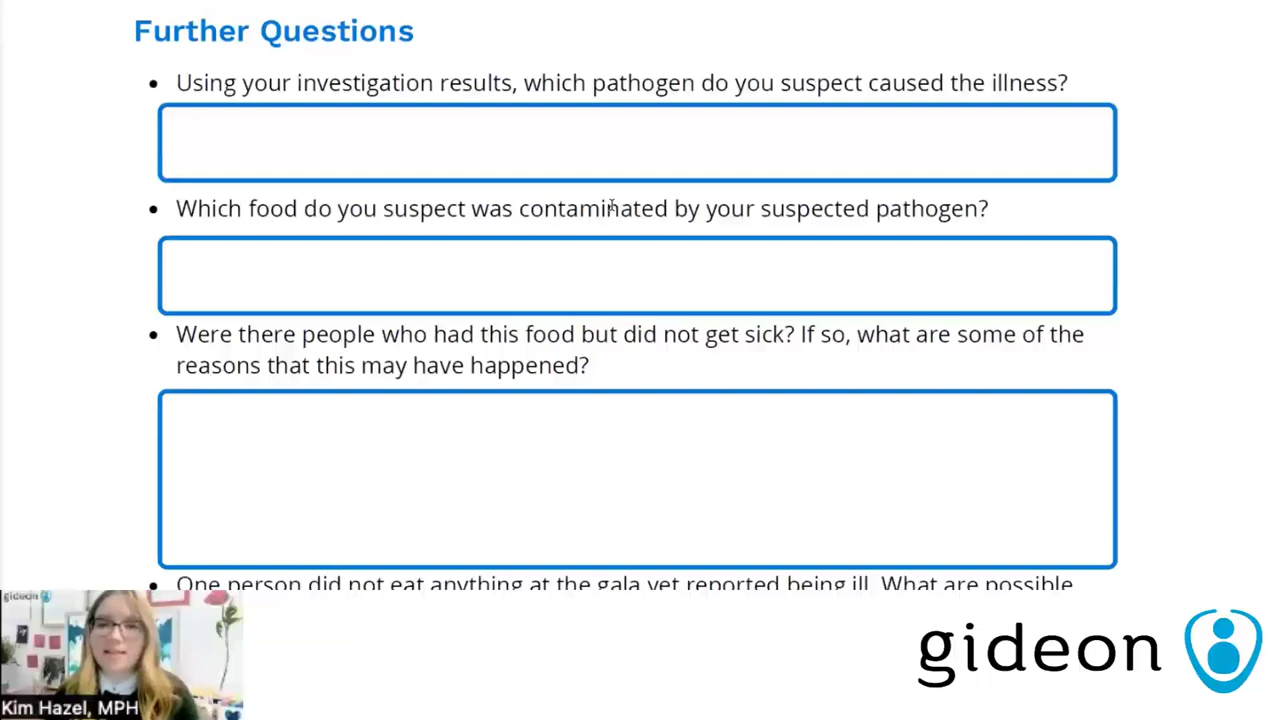 Further Questions
• Using your investigation results, which pathogen do you suspect caused the illness?
• Which food do you suspect was contaminated by your suspected pathogen?
• Were there people who had this food but did not get sick? If so, what are some of the
reasons that this may have happened?
• One person did not eat anything at the gala yet reported being ill. What are possible
gideon
Kim Hazel, MPH
gideon